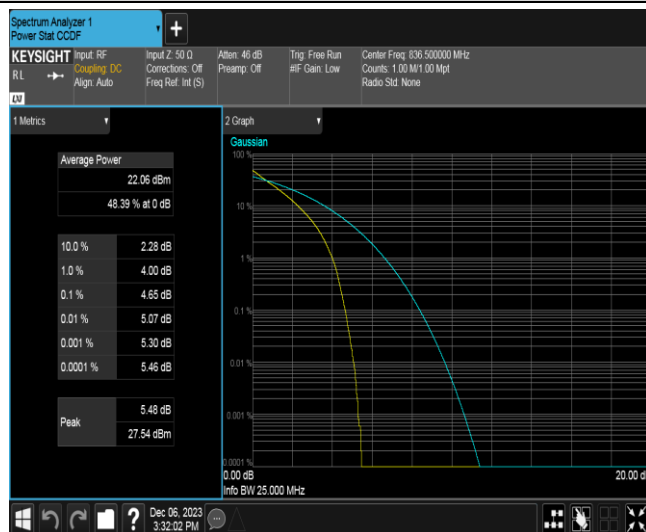 Spectrum Analyzer 1
Power Stat CCDF
KEYSIGHT
RL
LXI
Input: RF
Coupling: DC
Align: Auto
Input Z: 50 Ω
Corrections: Off
Freq Ref: Int (S)
Atten: 46 dB
Preamp: Off
Trig: Free Run
#IF Gain: Low
Center Freq: 836.500000 MHz
Counts: 1.00 M/1.00 Mpt
Radio Std: None
1 Metrics
Average Power
22.06 dBm
48.39 % at 0 dB
10.0 % 2.28 dB
1.0 % 4.00 dB
0.1 % 4.65 dB
0.01 % 5.07 dB
0.001 % 5.30 dB
0.0001 % 5.46 dB
Peak
5.48 dB
27.54 dBm
2 Graph
Gaussian
100 %
10 %
1 %
0.1 %
0.01 %
0.001 %
0.0001 %
0.00 dB
20.00 d
Info BW 25.000 MHz
?
Dec 06, 2023
3:32:02 PM